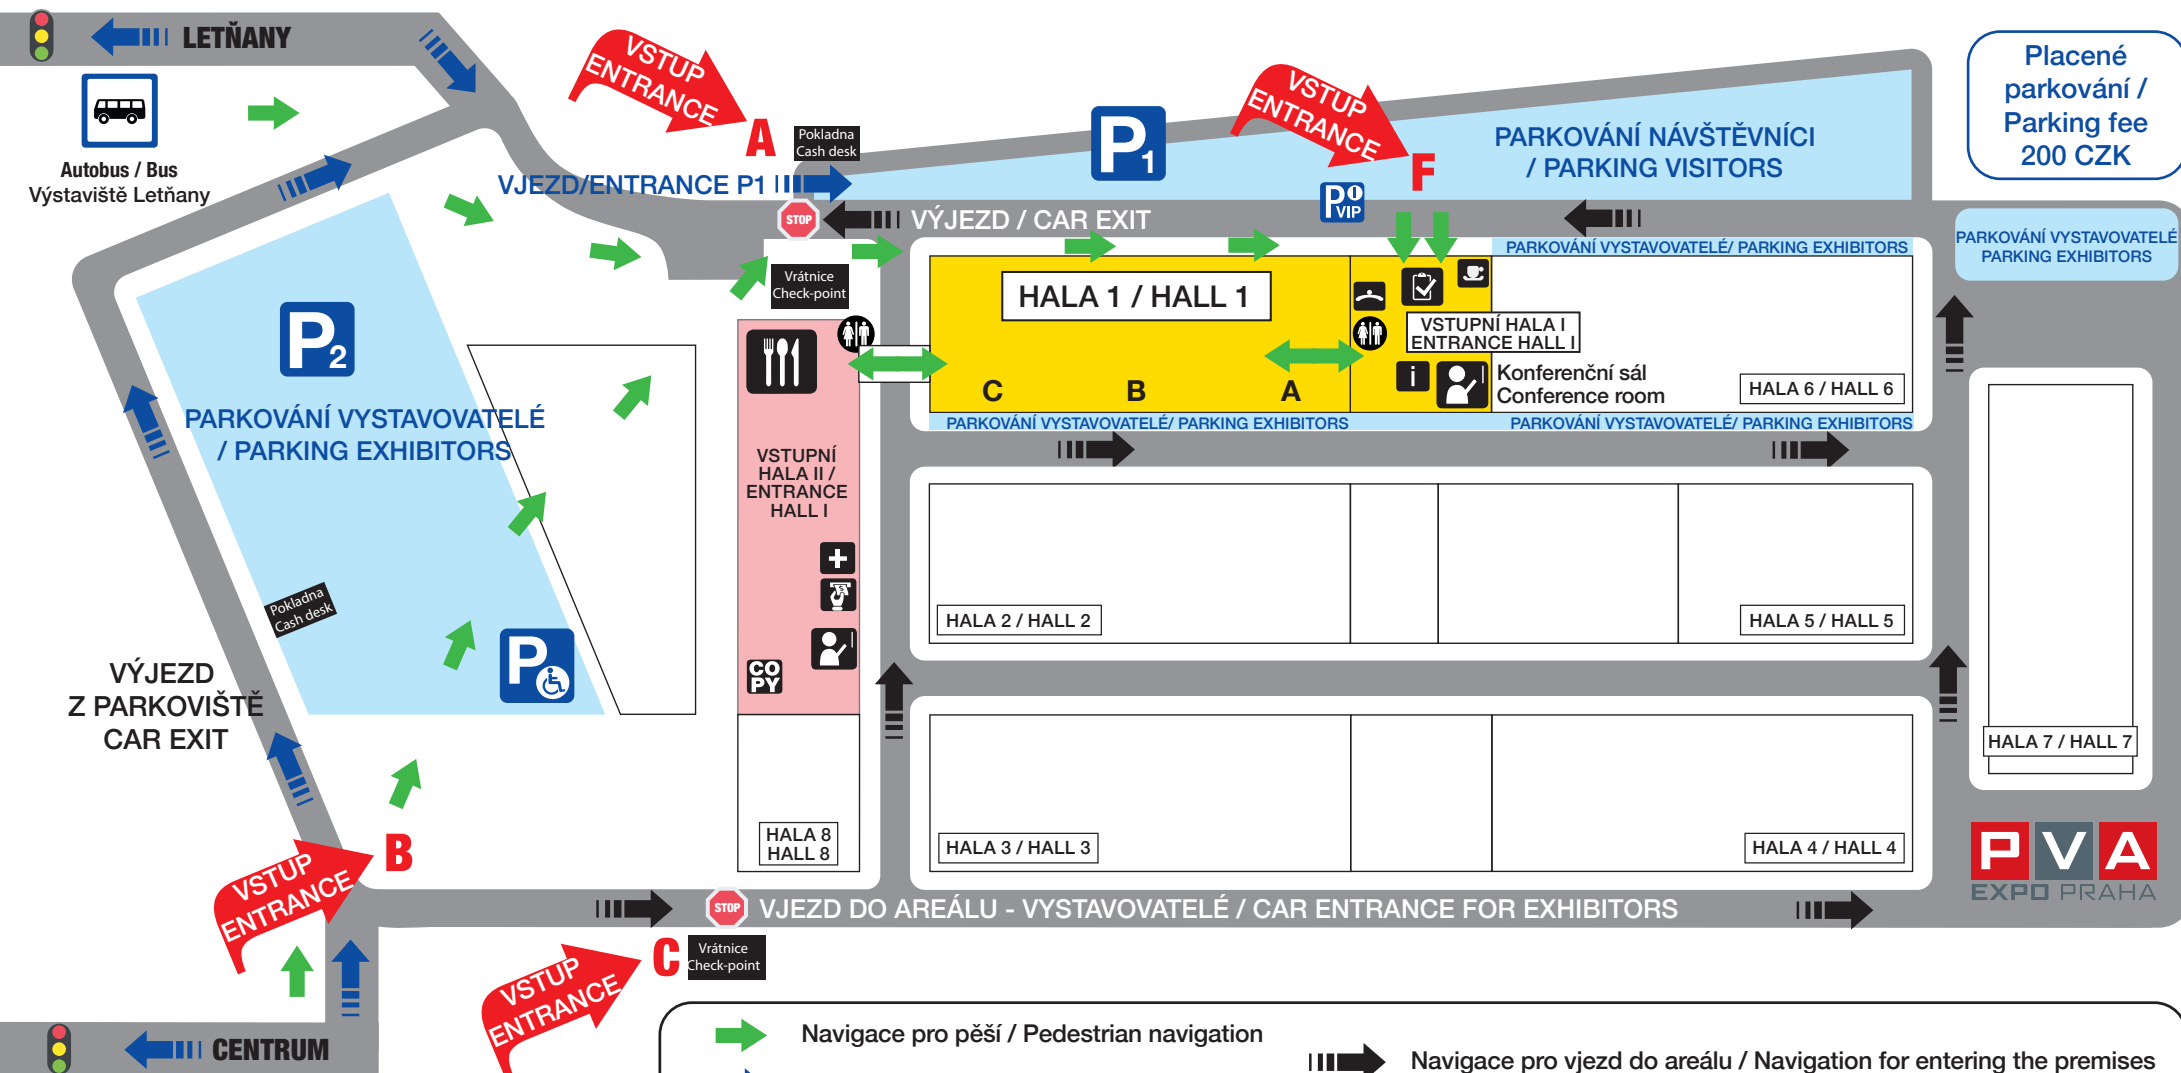 LETŇANY
Autobus / Bus
Výstaviště Letňany
VSTUP
ENTRANCE
A
Pokladna
Cash desk
VJEZD/ENTRANCE P1
STOP
VÝJEZD / CAR EXIT
P1
VSTUP
ENTRANCE
F
P VIP
PARKOVÁNÍ NÁVŠTĚVNÍCI
/ PARKING VISITORS
Placené
parkování /
Parking fee
200 CZK
PARKOVÁNÍ VYSTAVOVATELÉ
PARKING EXHIBITORS
PARKOVÁNÍ VYSTAVOVATELÉ/ PARKING EXHIBITORS
Vrátnice
Check-point
HALA 1 / HALL 1
VSTUPNÍ HALA I
ENTRANCE HALL I
i
Konferenční sál
Conference room
HALA 6 / HALL 6
C
B
A
PARKOVÁNÍ VYSTAVOVATELÉ/ PARKING EXHIBITORS
PARKOVÁNÍ VYSTAVOVATELÉ/ PARKING EXHIBITORS
P2
PARKOVÁNÍ VYSTAVOVATELÉ
/ PARKING EXHIBITORS
VSTUPNÍ
HALA II /
ENTRANCE
HALL I
Pokladna
Cash desk
P
CO
PY
HALA 2 / HALL 2
HALA 5 / HALL 5
VÝJEZD
Z PARKOVIŠTĚ
CAR EXIT
HALA 7 / HALL 7
HALA 8
HALL 8
HALA 3 / HALL 3
HALA 4 / HALL 4
PVA
EXPO PRAHA
VSTUP
ENTRANCE
B
STOP
VJEZD DO AREÁLU - VYSTAVOVATELÉ / CAR ENTRANCE FOR EXHIBITORS
VSTUP
ENTRANCE
C
Vrátnice
Check-point
CENTRUM
Navigace pro pěší / Pedestrian navigation
Navigace pro vjezd do areálu / Navigation for entering the premises